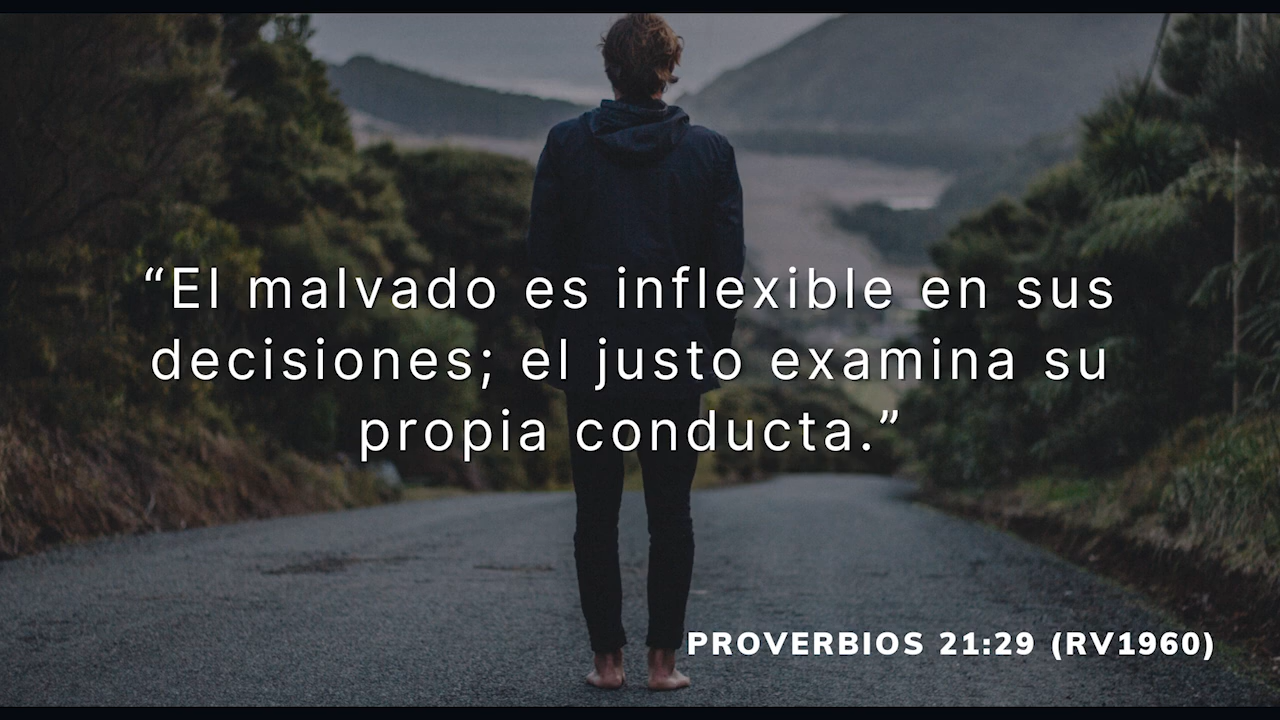 “El malvado es inflexible en sus
decisiones; el justo examina su
propia conducta.”
PROVERBIOS 21:29 (RV1960)